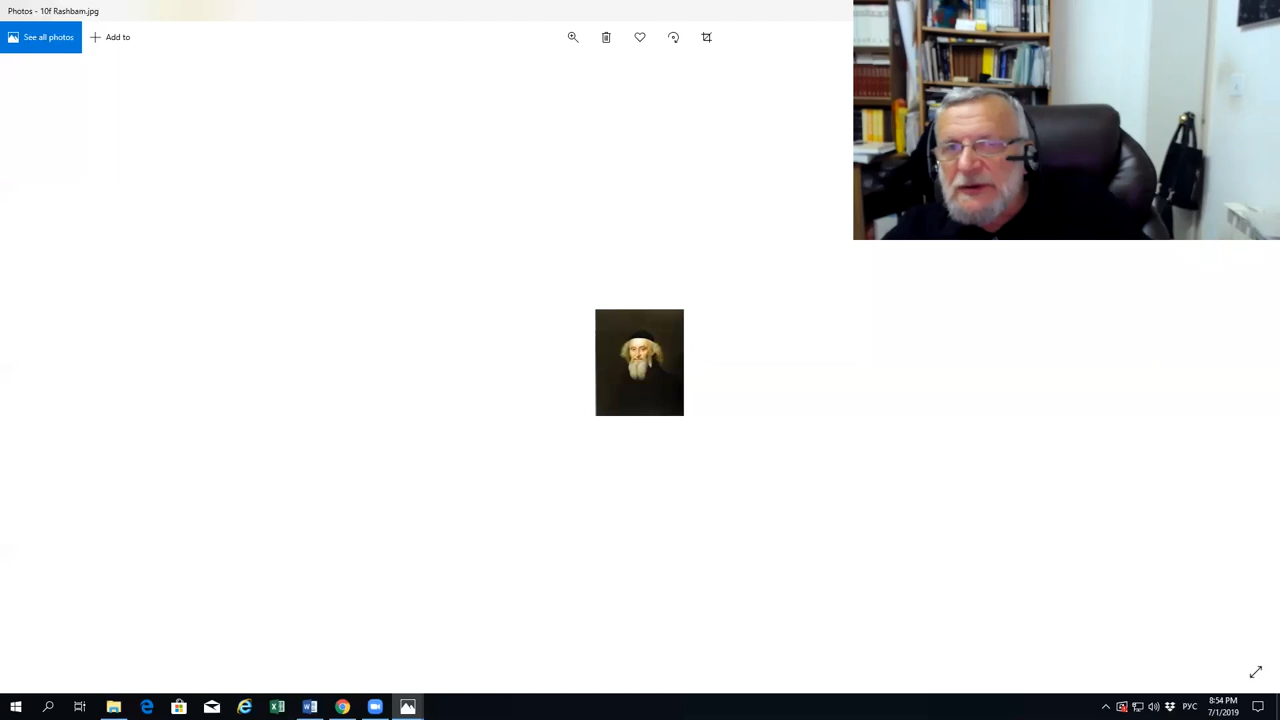 Photos - 10f Rashbam.jpg
See all photos
Add to
РУС
8:54 PM
7/1/2019